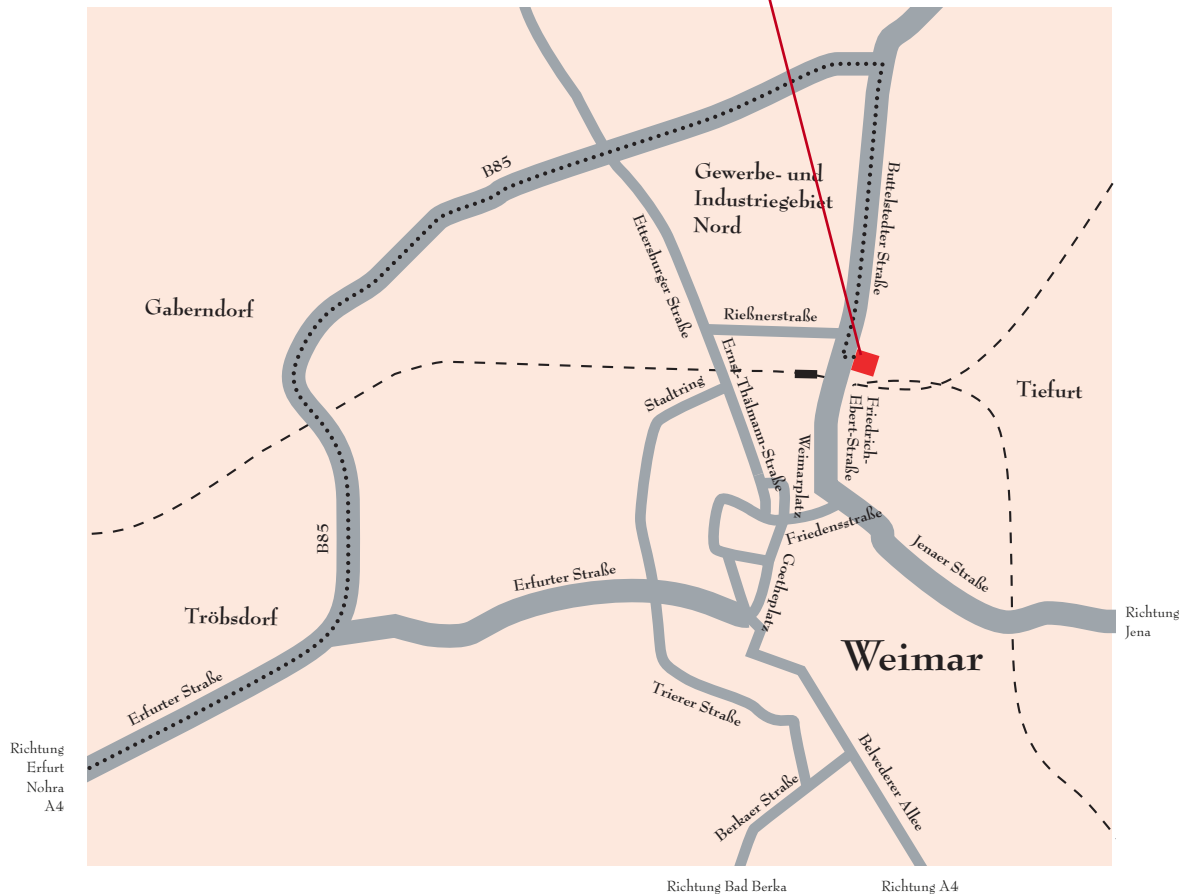 B85
Gewerbe- und
Industriegebiet
Nord
Buttelstedter Straße
Ettersburger Straße
Gaberndorf
Rießnerstraße
Ernst-Thälmann-Straße
Stadtring
Tiefurt
Friedrich-
Ebert-Straße
Weimarplatz
Friedensstraße
B85
Jenaer Straße
Goetheplatz
Erfurter Straße
Tröbsdorf
Richtung
Jena
Weimar
Erfurter Straße
Trierer Straße
Richtung
Erfurt
Nohra
A4
Belvederer Allee
Berkaer Straße
Richtung Bad Berka
Richtung A4